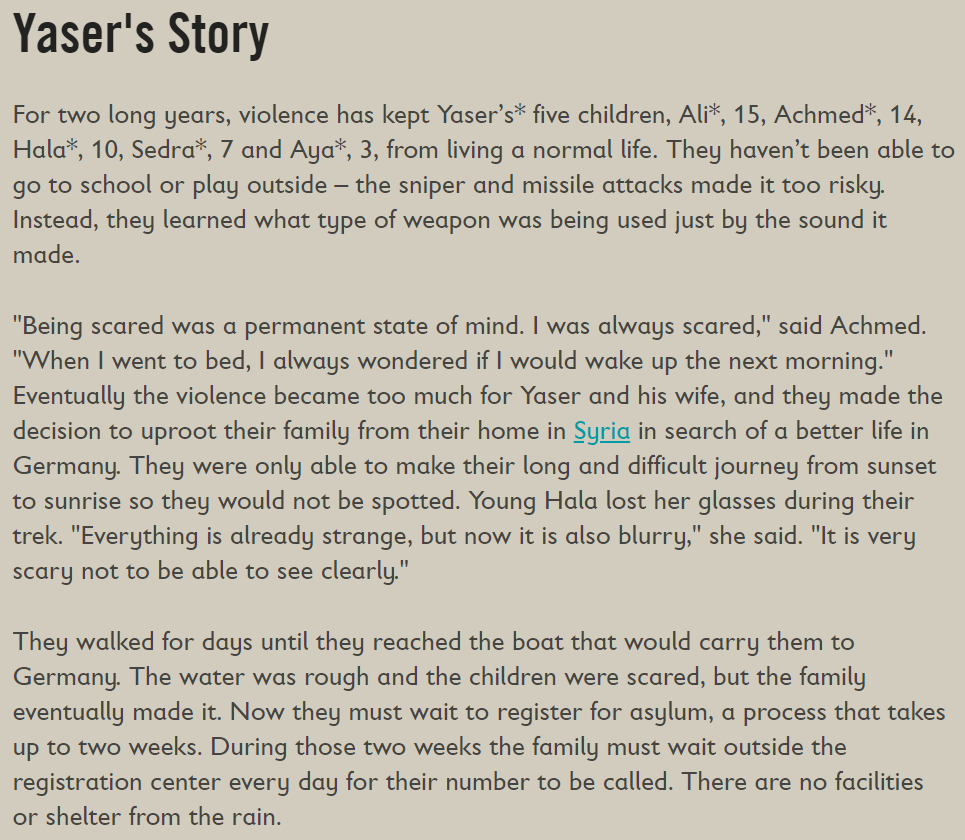 Yaser's Story
For two long years, violence has kept Yaser’s* five children, Ali*, 15, Achmed*, 14,
Hala*, 10, Sedra*, 7 and Aya*, 3, from living a normal life. They haven’t been able to
go to school or play outside – the sniper and missile attacks made it too risky.
Instead, they learned what type of weapon was being used just by the sound it
made.
"Being scared was a permanent state of mind. I was always scared," said Achmed.
"When I went to bed, I always wondered if I would wake up the next morning."
Eventually the violence became too much for Yaser and his wife, and they made the
decision to uproot their family from their home in Syria in search of a better life in
Germany. They were only able to make their long and difficult journey from sunset
to sunrise so they would not be spotted. Young Hala lost her glasses during their
trek. "Everything is already strange, but now it is also blurry," she said. "It is very
scary not to be able to see clearly."
They walked for days until they reached the boat that would carry them to
Germany. The water was rough and the children were scared, but the family
eventually made it. Now they must wait to register for asylum, a process that takes
up to two weeks. During those two weeks the family must wait outside the
registration center every day for their number to be called. There are no facilities
or shelter from the rain.